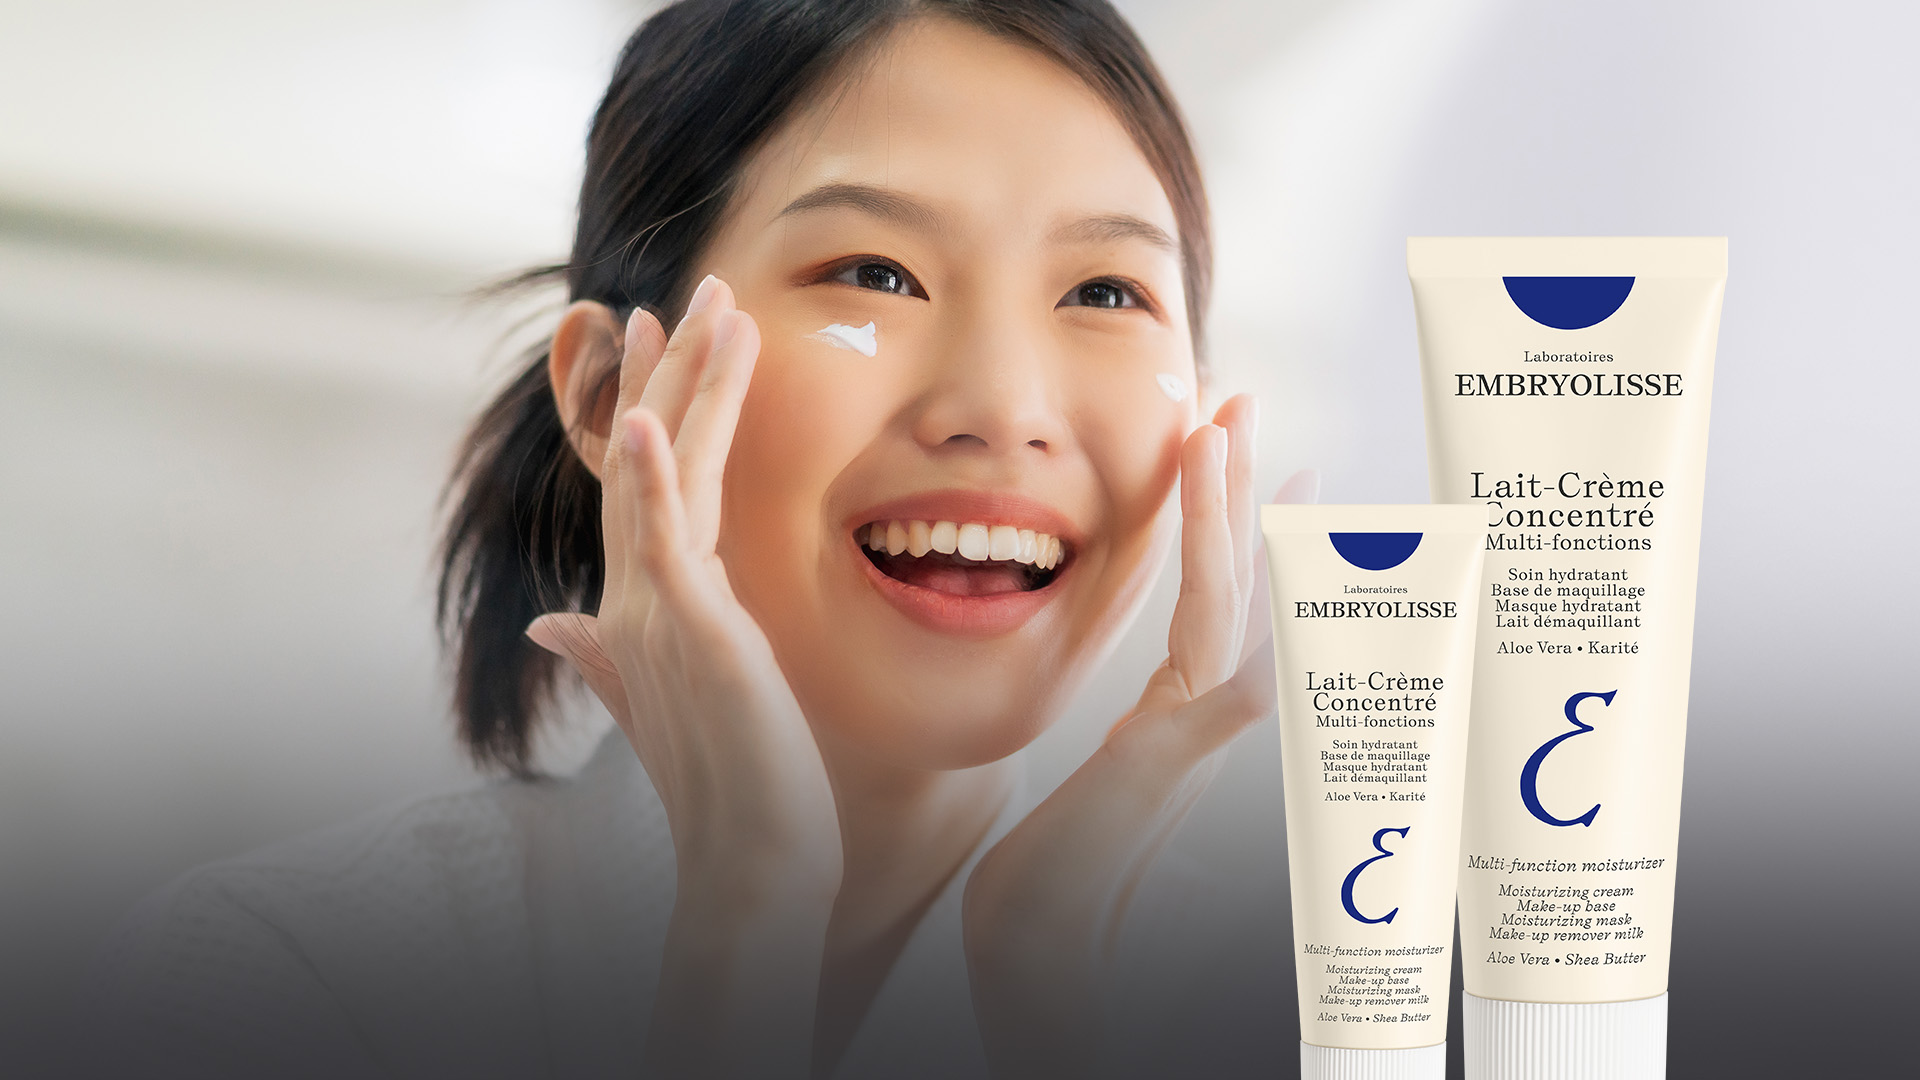 Laboratoires
EMBRYOLISSE
Lait-Crème
Concentré
Multi-fonctions
Soin hydratant
Base de maquillage
Masque hydratant
Lait démaquillant
Aloe Vera • Karité
Multi-function moisturizer
Moisturizing cream
Make-up base
Moisturizing mask
Make-up remover milk
Aloe Vera • Shea Butter
Laboratoires
EMBRYOLISSE
Lait-Crème
Concentré
Multi-fonctions
Soin hydratant
Base de maquillage
Masque hydratant
Lait démaquillant
Aloe Vera • Karité
Multi-function moisturizer
Moisturizing cream
Make-up base
Moisturizing mask
Make-up remover milk
Aloe Vera • Shea Butter